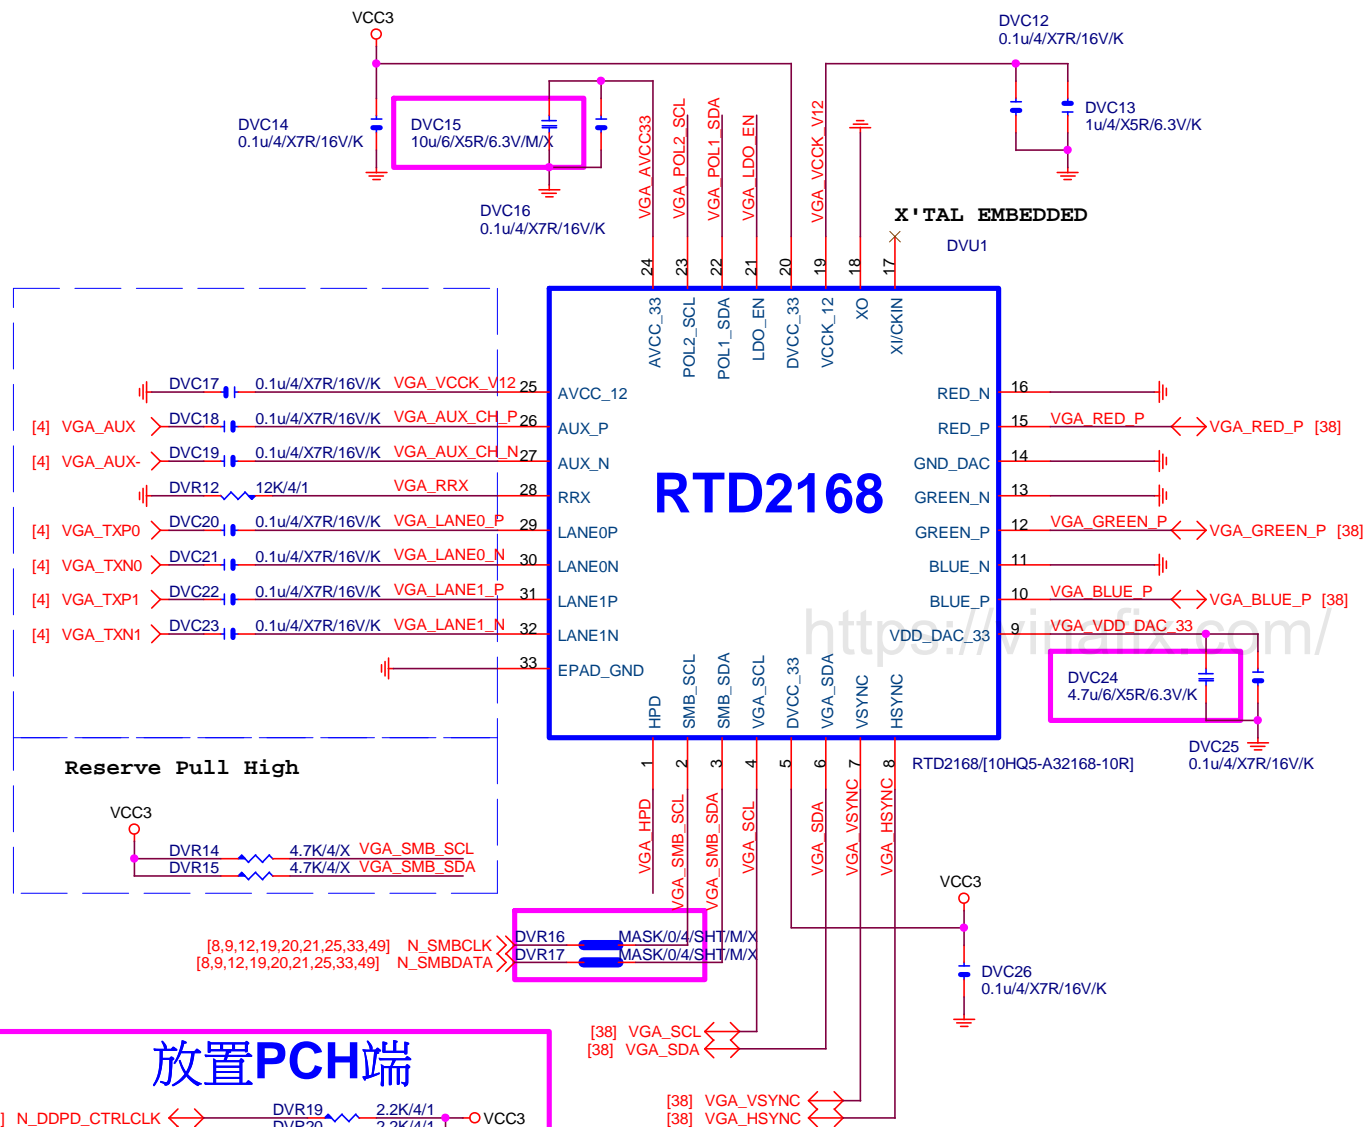 VCC3
DVC12
0.1u/4/X7R/16V/K
DVC14
0.1u/4/X7R/16V/K
DVC15
10u/6/X5R/6.3V/M/X
DVC13
1u/4/X5R/6.3V/K
DVC16
0.1u/4/X7R/16V/K
VGA_AVCC33
VGA_POL2_SCL
VGA_POL1_SDA
VGA_LDO_EN
VGA_VCCK_V12
X'TAL EMBEDDED
DVU1
24
23
22
21
20
19
18
17
AVCC_33
POL2_SCL
POL1_SDA
LDO_EN
DVCC_33
VCCK_12
XO
XI/CKIN
DVC17 0.1u/4/X7R/16V/K VGA_VCCK_V12 25 AVCC_12
[4] VGA_AUX DVC18 0.1u/4/X7R/16V/K VGA_AUX_CH_P 26 AUX_P
[4] VGA_AUX- DVC19 0.1u/4/X7R/16V/K VGA_AUX_CH_N 27 AUX_N
DVR12 12K/4/1 VGA_RRX 28 RRX
[4] VGA_TXP0 DVC20 0.1u/4/X7R/16V/K VGA_LANE0_P 29 LANE0P
[4] VGA_TXN0 DVC21 0.1u/4/X7R/16V/K VGA_LANE0_N 30 LANE0N
[4] VGA_TXP1 DVC22 0.1u/4/X7R/16V/K VGA_LANE1_P 31 LANE1P
[4] VGA_TXN1 DVC23 0.1u/4/X7R/16V/K VGA_LANE1_N 32 LANE1N
33 EPAD_GND
RTD2168
RED_N 16
RED_P 15 VGA_RED_P VGA_RED_P [38]
GND_DAC 14
GREEN_N 13
GREEN_P 12 VGA_GREEN_P VGA_GREEN_P [38]
BLUE_N 11
BLUE_P 10 VGA_BLUE_P VGA_BLUE_P [38]
VDD_DAC_33 9 VGA_VDD_DAC_33
https://vinafix.com/
DVC24
4.7u/6/X5R/6.3V/K
DVC25
0.1u/4/X7R/16V/K
HPD
SMB_SCL
SMB_SDA
VGA_SCL
DVCC_33
VGA_SDA
VSYNC
HSYNC
1
2
3
4
5
6
7
8
RTD2168/[10HQ5-A32168-10R]
VGA_HPD
VGA_SMB_SCL
VGA_SMB_SDA
VGA_SCL
VGA_SDA
VGA_VSYNC
VGA_HSYNC
Reserve Pull High
VCC3
DVR14 4.7K/4/X VGA_SMB_SCL
DVR15 4.7K/4/X VGA_SMB_SDA
VCC3
DVC26
0.1u/4/X7R/16V/K
[8,9,12,19,20,21,25,33,49] N_SMBCLK DVR16 MASK/0/4/SHT/M/X
[8,9,12,19,20,21,25,33,49] N_SMBDATA DVR17 MASK/0/4/SHT/M/X
[38] VGA_SCL
[38] VGA_SDA
放置PCH端
[38] VGA_VSYNC
[38] VGA_HSYNC
] N_DDPD_CTRLCLK DVR19 2.2K/4/1 VCC3
DVR20 2.2K/4/1